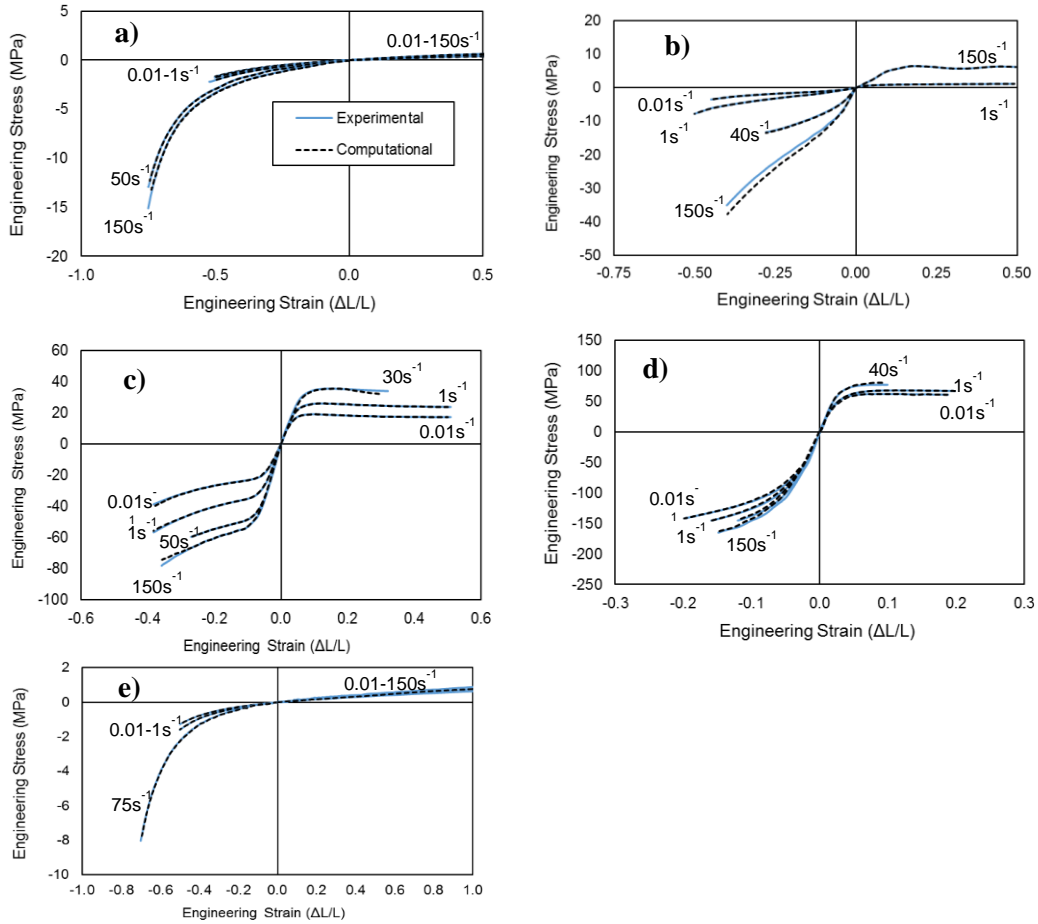 a)
5
0
-5
-10
-15
-20
-1.0 -0.5 0.0 0.5
Engineering Stress (MPa)
Engineering Strain (ΔL/L)
0.01-150s⁻¹
0.01-1s⁻¹
50s⁻¹
150s⁻¹
Experimental
Computational
b)
20
10
0
-10
-20
-30
-40
-50
-0.75 -0.50 -0.25 0.00 0.25 0.50
Engineering Stress (MPa)
Engineering Strain (ΔL/L)
150s⁻¹
0.01s⁻¹
1s⁻¹
1s⁻¹
40s⁻¹
150s⁻¹
c)
60
40
20
0
-20
-40
-60
-80
-100
-0.6 -0.4 -0.2 0.0 0.2 0.4 0.6
Engineering Stress (MPa)
Engineering Strain (ΔL/L)
30s⁻¹
1s⁻¹
0.01s⁻¹
0.01s⁻
1
1s⁻¹
50s⁻¹
150s⁻¹
d)
150
100
50
0
-50
-100
-150
-200
-250
-0.3 -0.2 -0.1 0.0 0.1 0.2 0.3
Engineering Stress (MPa)
Engineering Strain (ΔL/L)
40s⁻¹
1s⁻¹
0.01s⁻¹
0.01s⁻
1
1s⁻¹
150s⁻¹
e)
2
0
-2
-4
-6
-8
-10
-1.0 -0.8 -0.6 -0.4 -0.2 0.0 0.2 0.4 0.6 0.8 1.0
Engineering Stress (MPa)
Engineering Strain (ΔL/L)
0.01-150s⁻¹
0.01-1s⁻¹
75s⁻¹